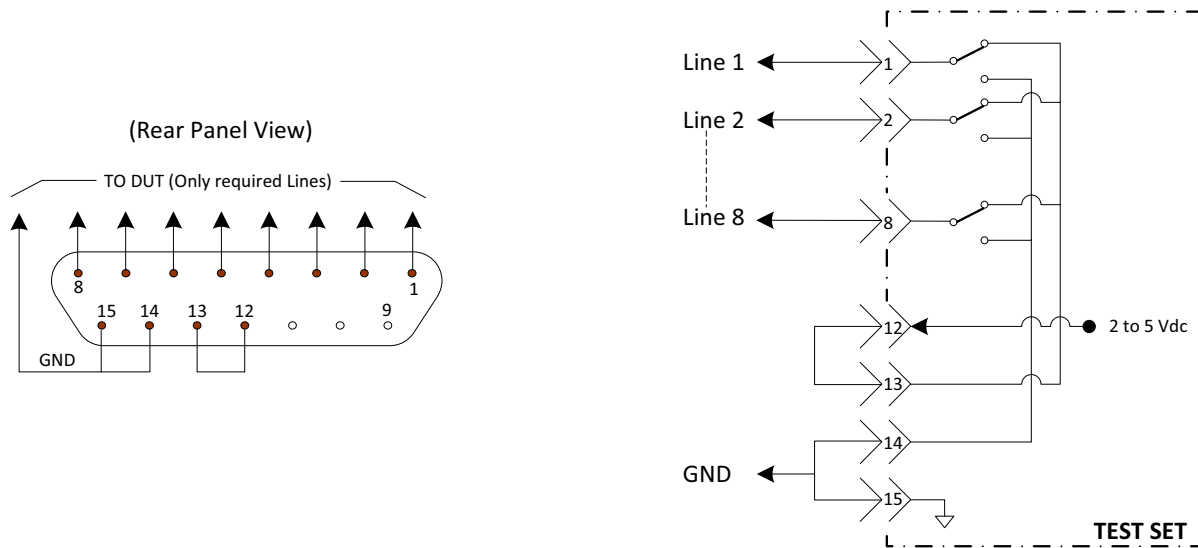 (Rear Panel View)
TO DUT (Only required Lines)
8
1
15 14 13 12 9
GND
Line 1
1
Line 2
2
Line 8
8
12
2 to 5 Vdc
13
14
GND
15
TEST SET